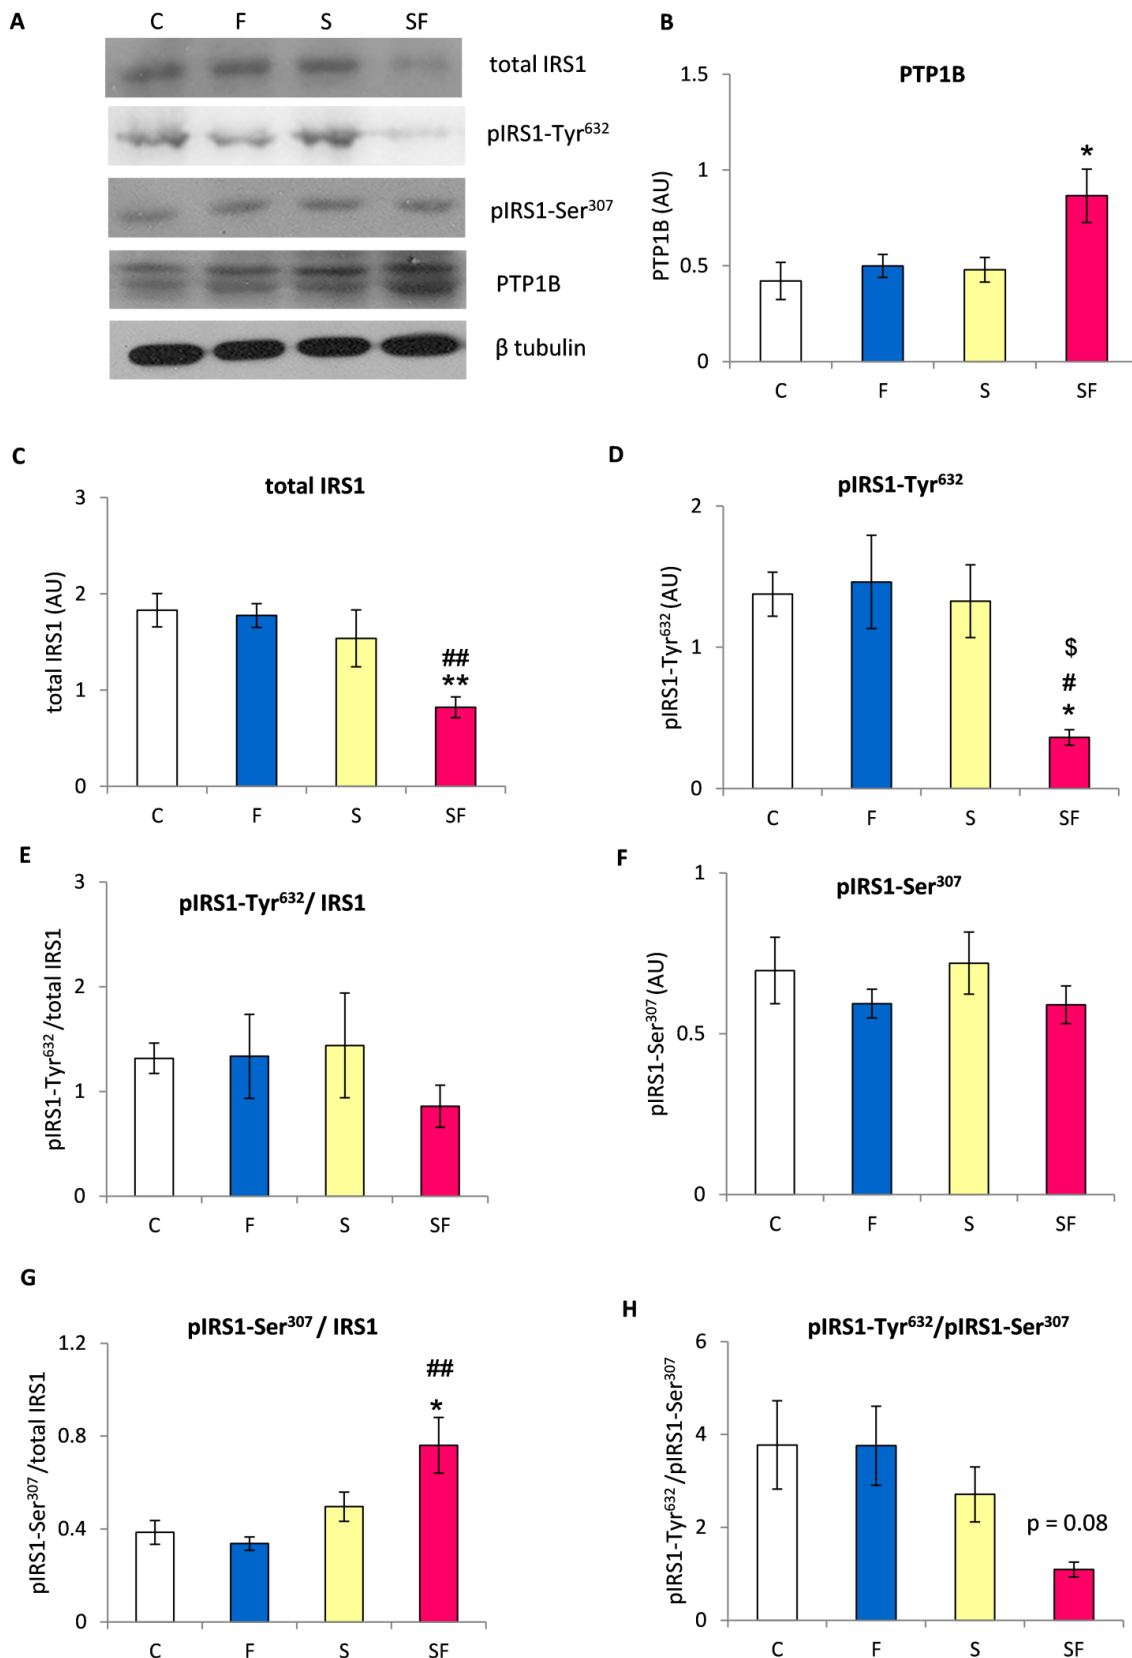 A
C F S SF
total IRS1
pIRS1-Tyr⁶³²
pIRS1-Ser³⁰⁷
PTP1B
β tubulin
B
PTP1B
PTP1B (AU)
1.5
1
0.5
0
*
C F S SF
C
total IRS1
total IRS1 (AU)
3
2
1
0
##
**
C F S SF
D
pIRS1-Tyr⁶³²
pIRS1-Tyr⁶³² (AU)
2
1
0
$
#
*
C F S SF
E
pIRS1-Tyr⁶³²/ IRS1
pIRS1-Tyr⁶³² /total IRS1
3
2
1
0
C F S SF
F
pIRS1-Ser³⁰⁷
pIRS1-Ser³⁰⁷ (AU)
1
0.5
0
C F S SF
G
pIRS1-Ser³⁰⁷ / IRS1
pIRS1-Ser³⁰⁷ /total IRS1
1.2
0.8
0.4
0
##
*
C F S SF
H
pIRS1-Tyr⁶³²/pIRS1-Ser³⁰⁷
pIRS1-Tyr⁶³² /pIRS1-Ser³⁰⁷
6
4
2
0
p = 0.08
C F S SF